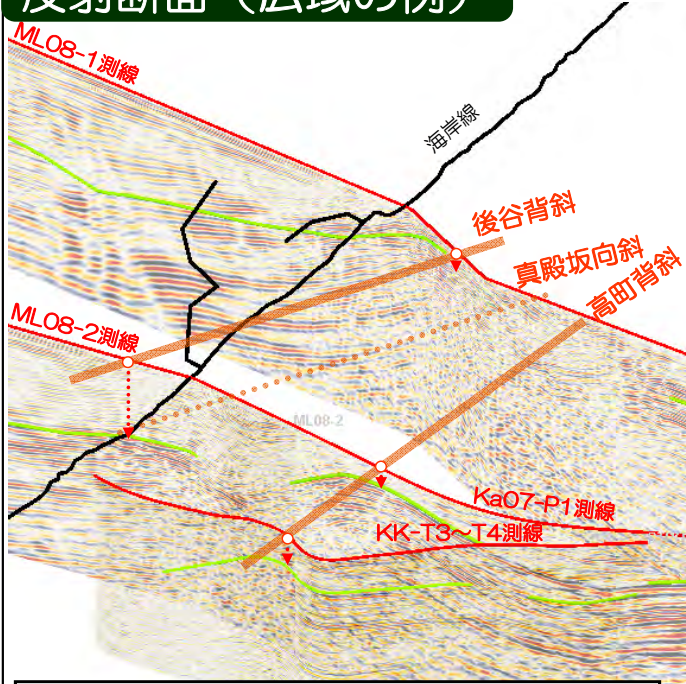 反射断面（広域の例）
ML08-1測線
海岸線
後谷背斜
真殿坂向斜
高町背斜
ML08-2測線
ML08-2
Ka07-P1測線
KK-T3～T4測線